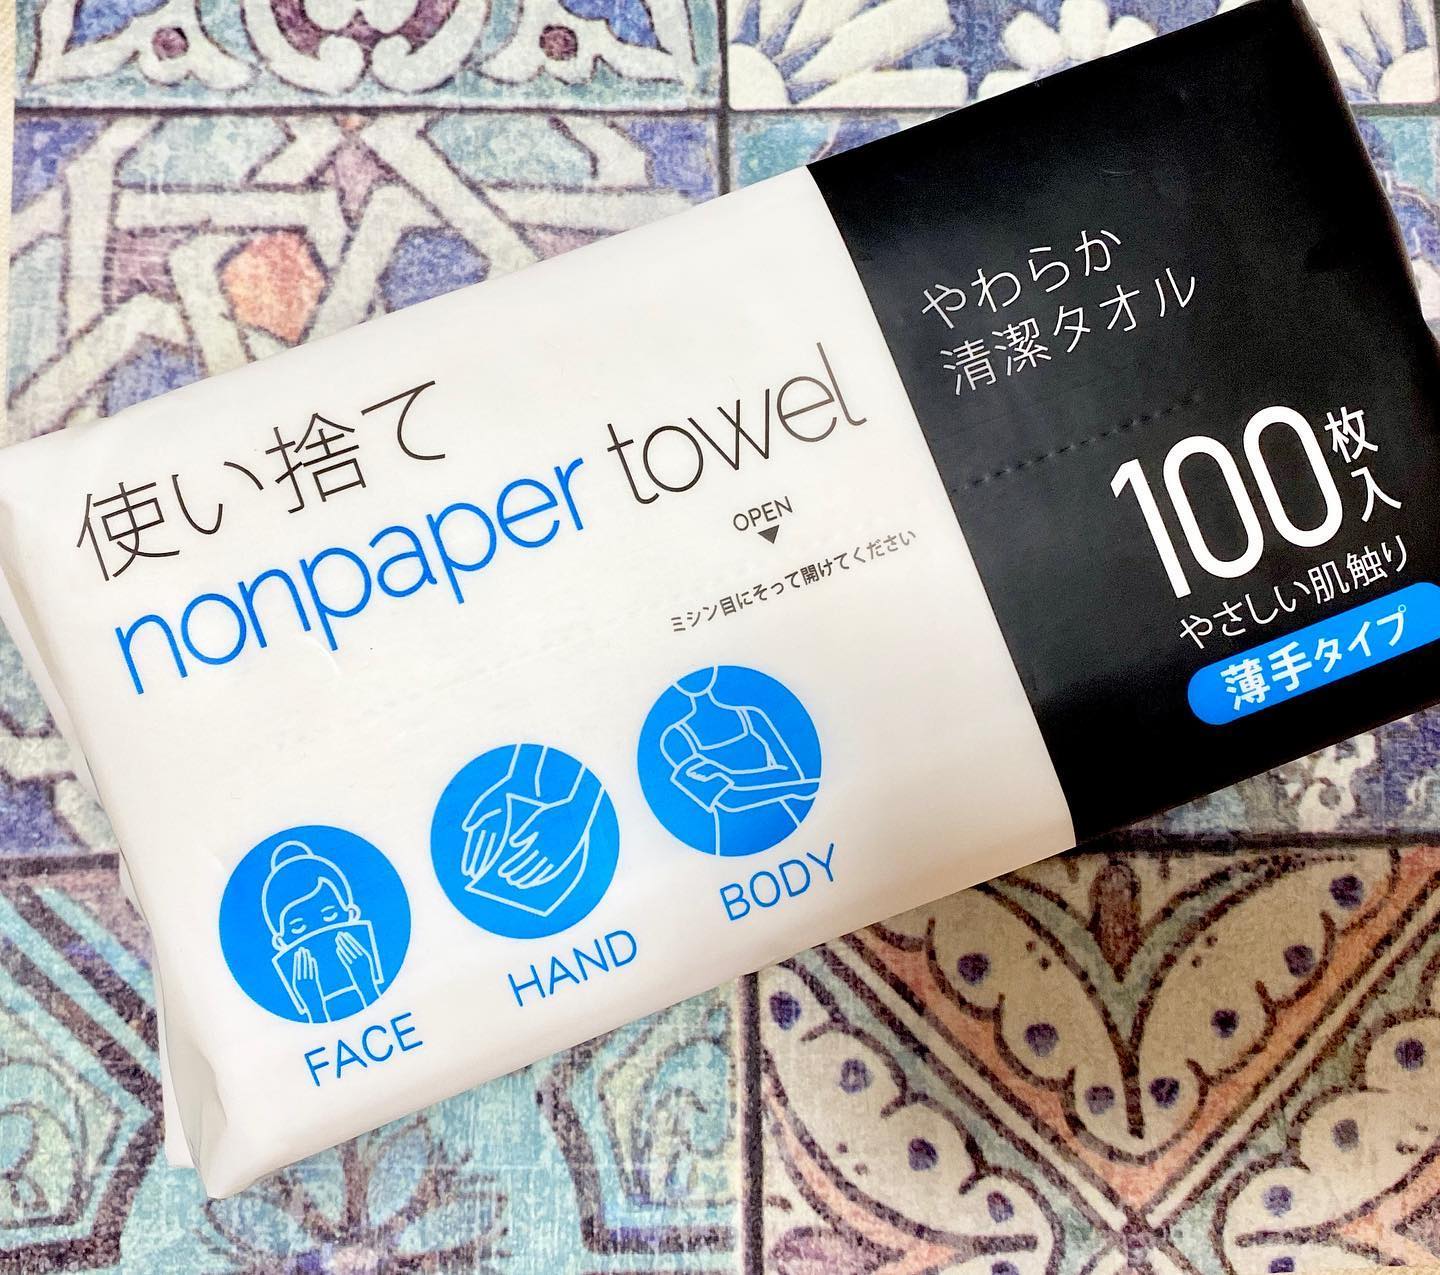 使い捨て
nonpaper towel
OPEN
▼
ミシン目にそって開けてください
FACE
HAND
BODY
やわらか
清潔タオル
100枚入
やさしい肌触り
薄手タイプ